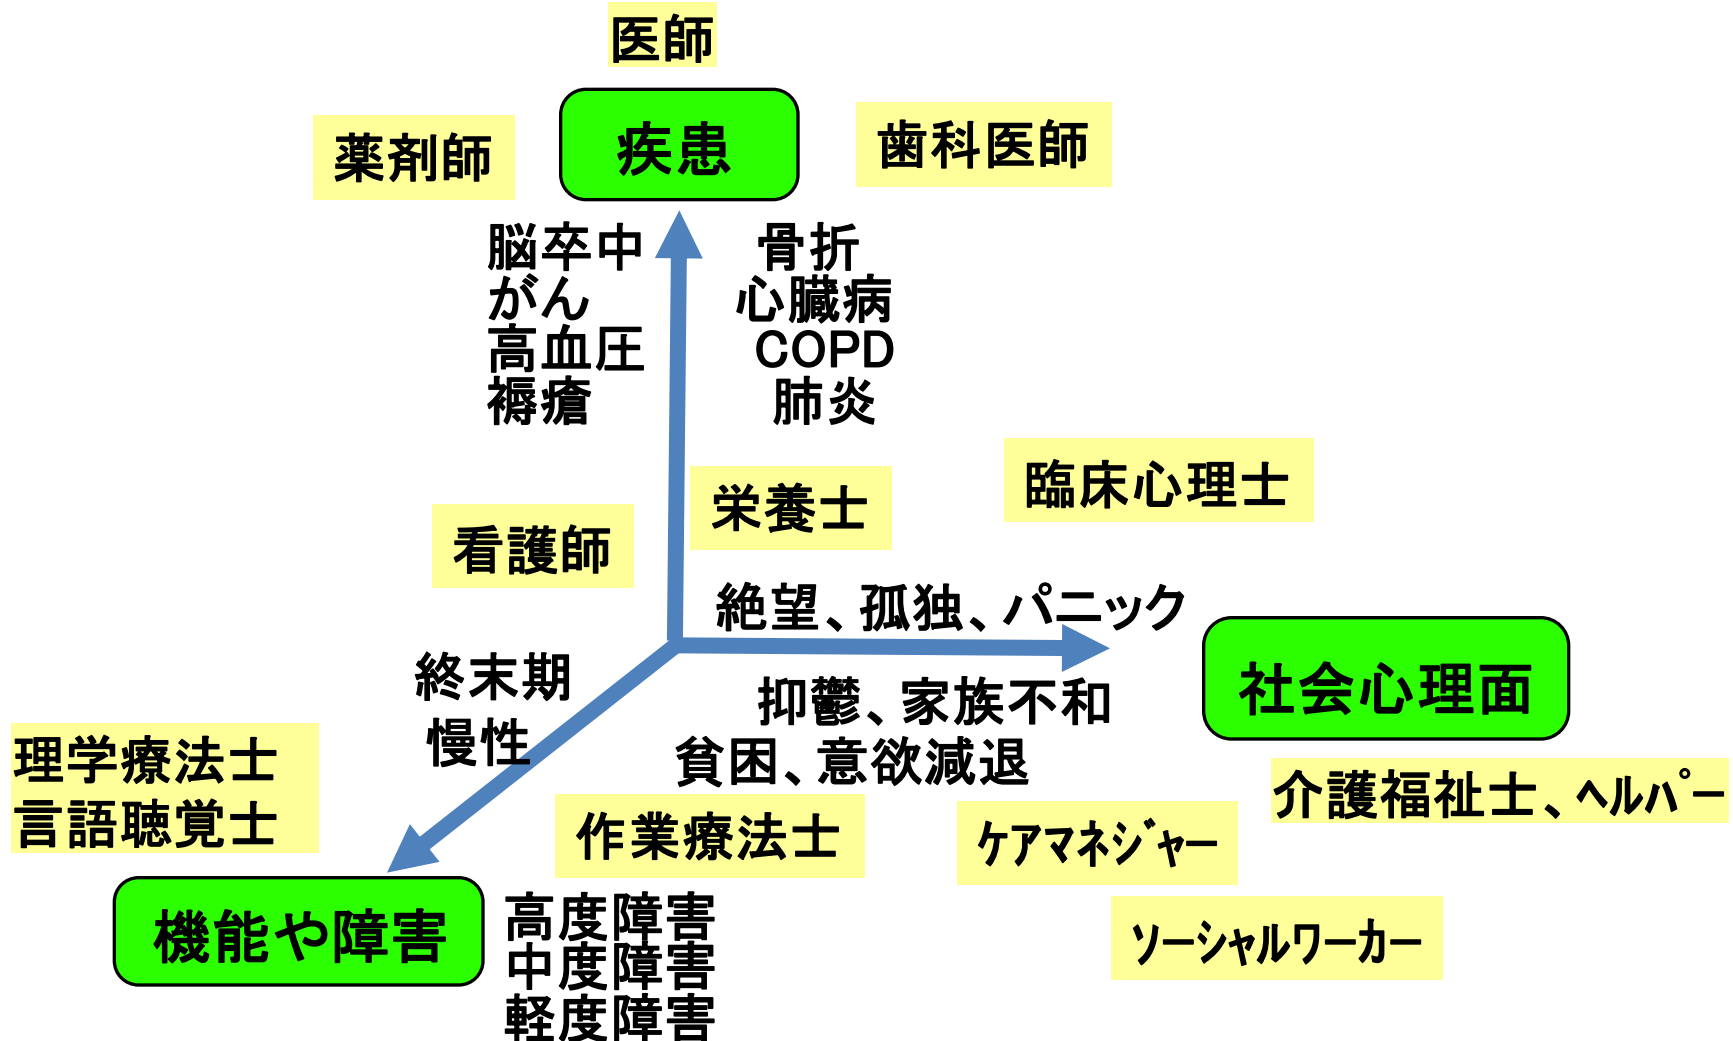 医師
薬剤師
疾患
歯科医師
脳卒中
がん
高血圧
褥瘡
骨折
心臓病
COPD
肺炎
栄養士
臨床心理士
看護師
絶望、孤独、パニック
終末期
慢性
抑鬱、家族不和
貧困、意欲減退
社会心理面
理学療法士
言語聴覚士
作業療法士
ｹｱﾏﾈｼﾞｬｰ
介護福祉士、ﾍﾙﾊﾟｰ
ｿｰｼｬﾙﾜｰｶｰ
機能や障害
高度障害
中度障害
軽度障害